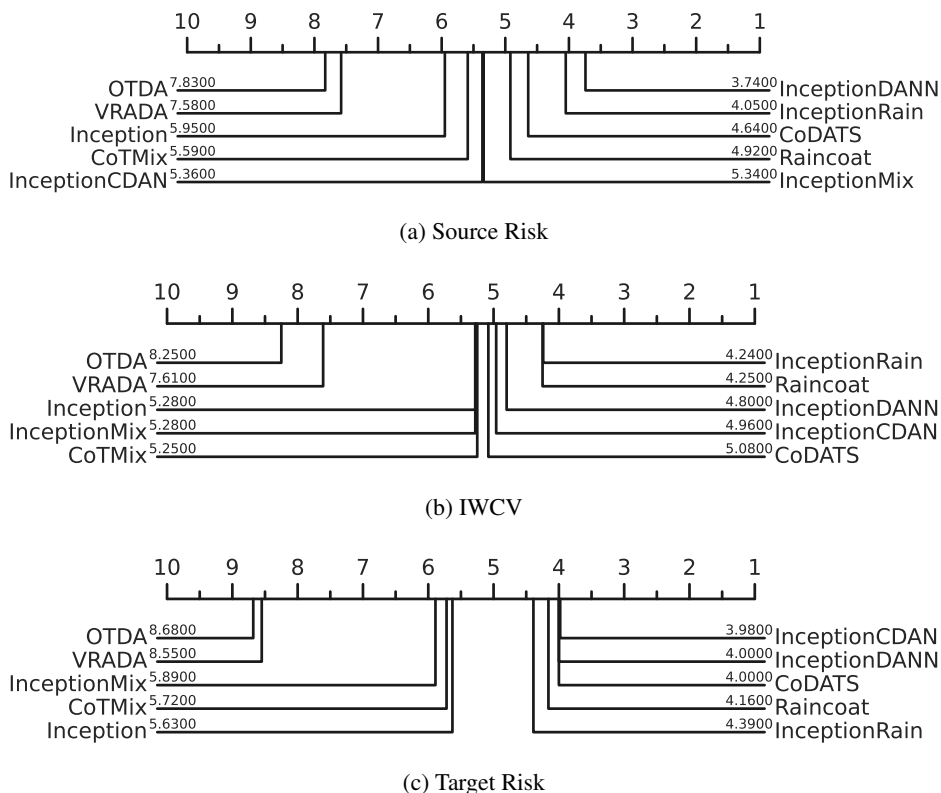 10 9 8 7 6 5 4 3 2 1
OTDA 7.8300 3.7400 InceptionDANN
VRADA 7.5800 4.0500 InceptionRain
Inception 5.9500 4.6400 CoDATS
CoTMix 5.5900 4.9200 Raincoat
InceptionCDAN 5.3600 5.3400 InceptionMix
(a) Source Risk
10 9 8 7 6 5 4 3 2 1
OTDA 8.2500 4.2400 InceptionRain
VRADA 7.6100 4.2500 Raincoat
Inception 5.2800 4.8000 InceptionDANN
InceptionMix 5.2800 4.9600 InceptionCDAN
CoTMix 5.2500 5.0800 CoDATS
(b) IWCV
10 9 8 7 6 5 4 3 2 1
OTDA 8.6800 3.9800 InceptionCDAN
VRADA 8.5500 4.0000 InceptionDANN
InceptionMix 5.8900 4.0000 CoDATS
CoTMix 5.7200 4.1600 Raincoat
Inception 5.6300 4.3900 InceptionRain
(c) Target Risk